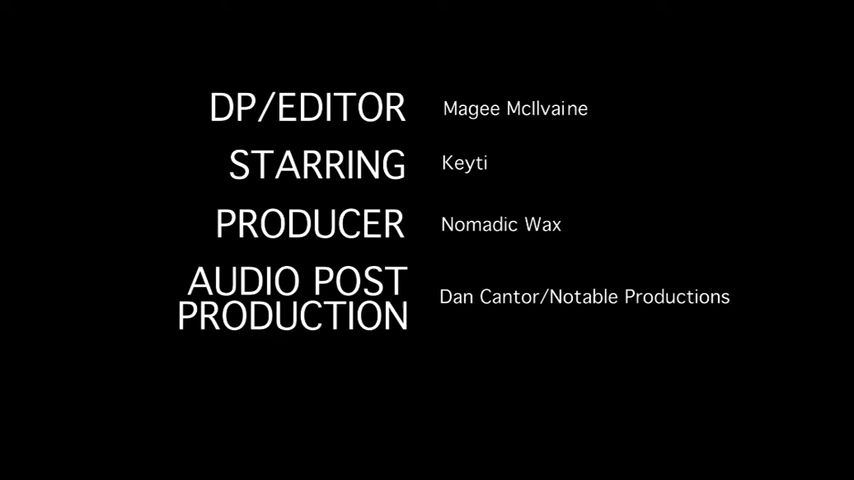 DP/EDITOR Magee McIlvaine
STARRING Keyti
PRODUCER Nomadic Wax
AUDIO POST
PRODUCTION Dan Cantor/Notable Productions